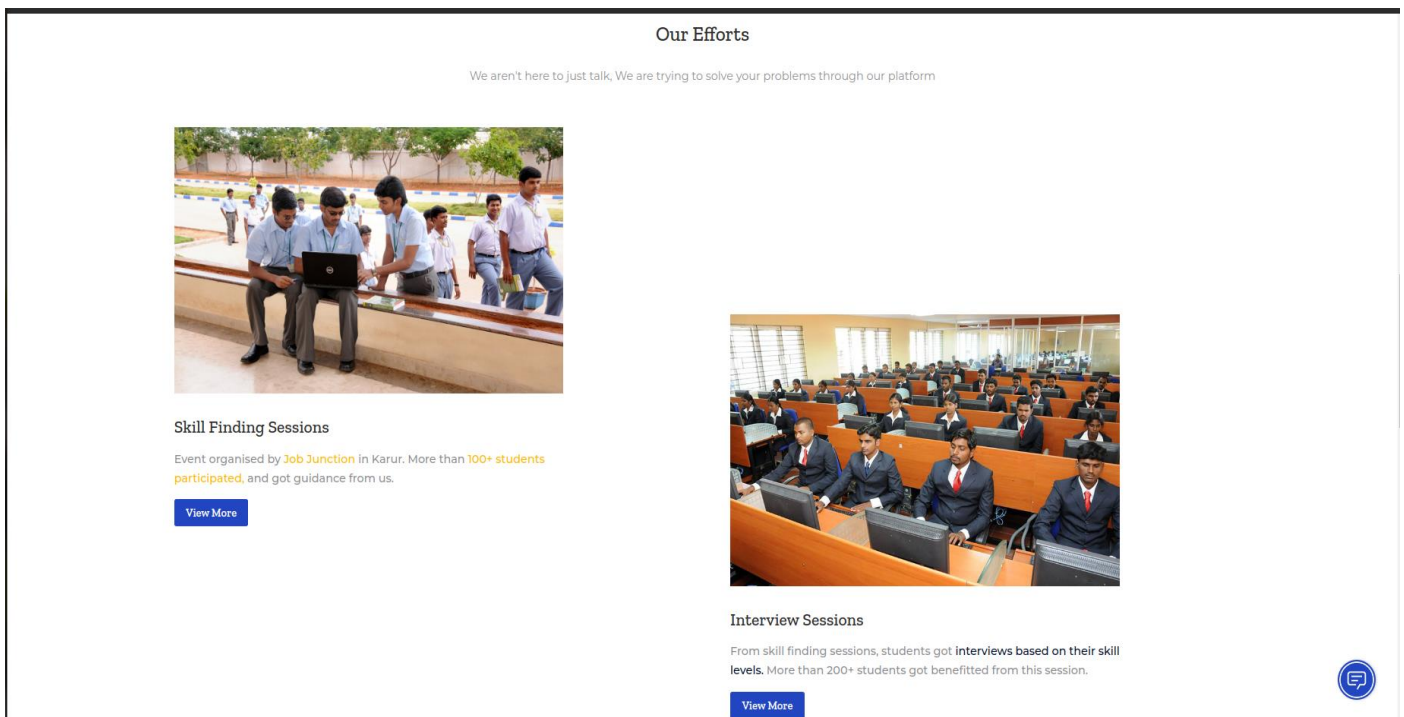 Our Efforts
We aren't here to just talk, We are trying to solve your problems through our platform
Skill Finding Sessions
Event organised by Job Junction in Karur. More than 100+ students
participated, and got guidance from us.
View More
Interview Sessions
From skill finding sessions, students got interviews based on their skill
levels. More than 200+ students got benefitted from this session.
View More